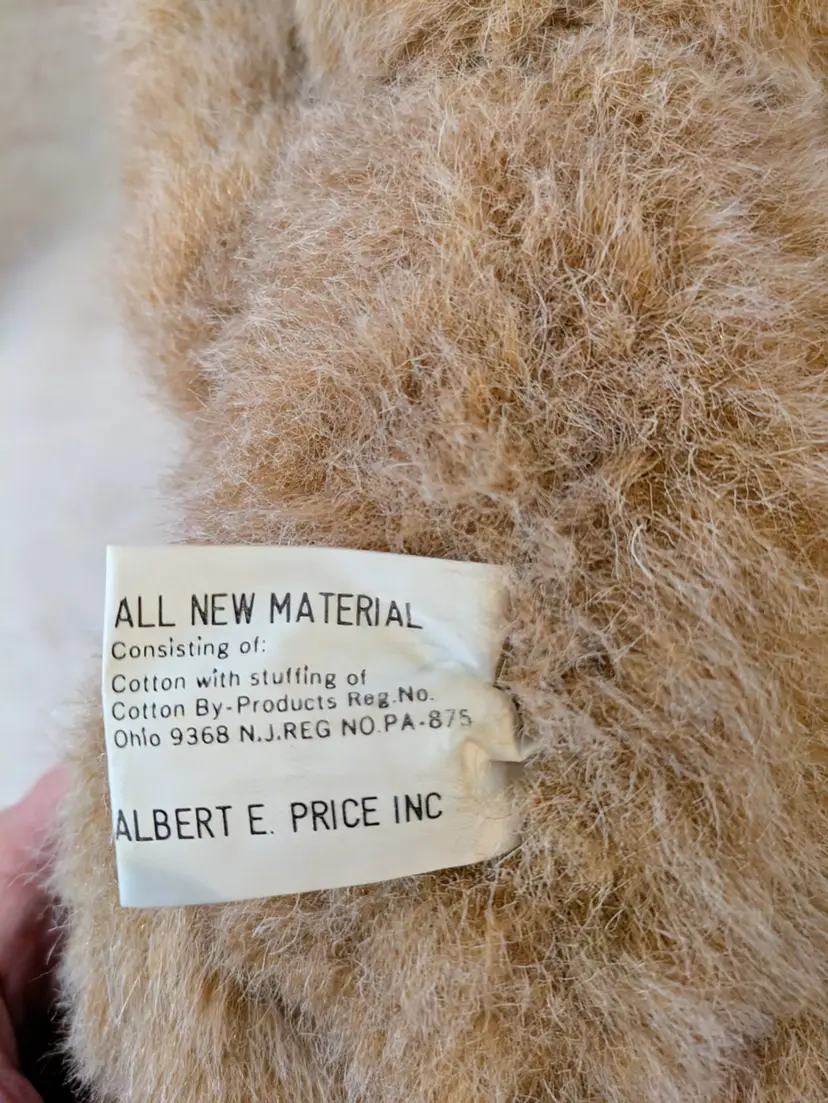 ALL NEW MATERIAL
Consisting of:
Cotton with stuffing of
Cotton By-Products Reg.No.
Ohio 9368 N.J.REG NO.PA-875
ALBERT E. PRICE INC